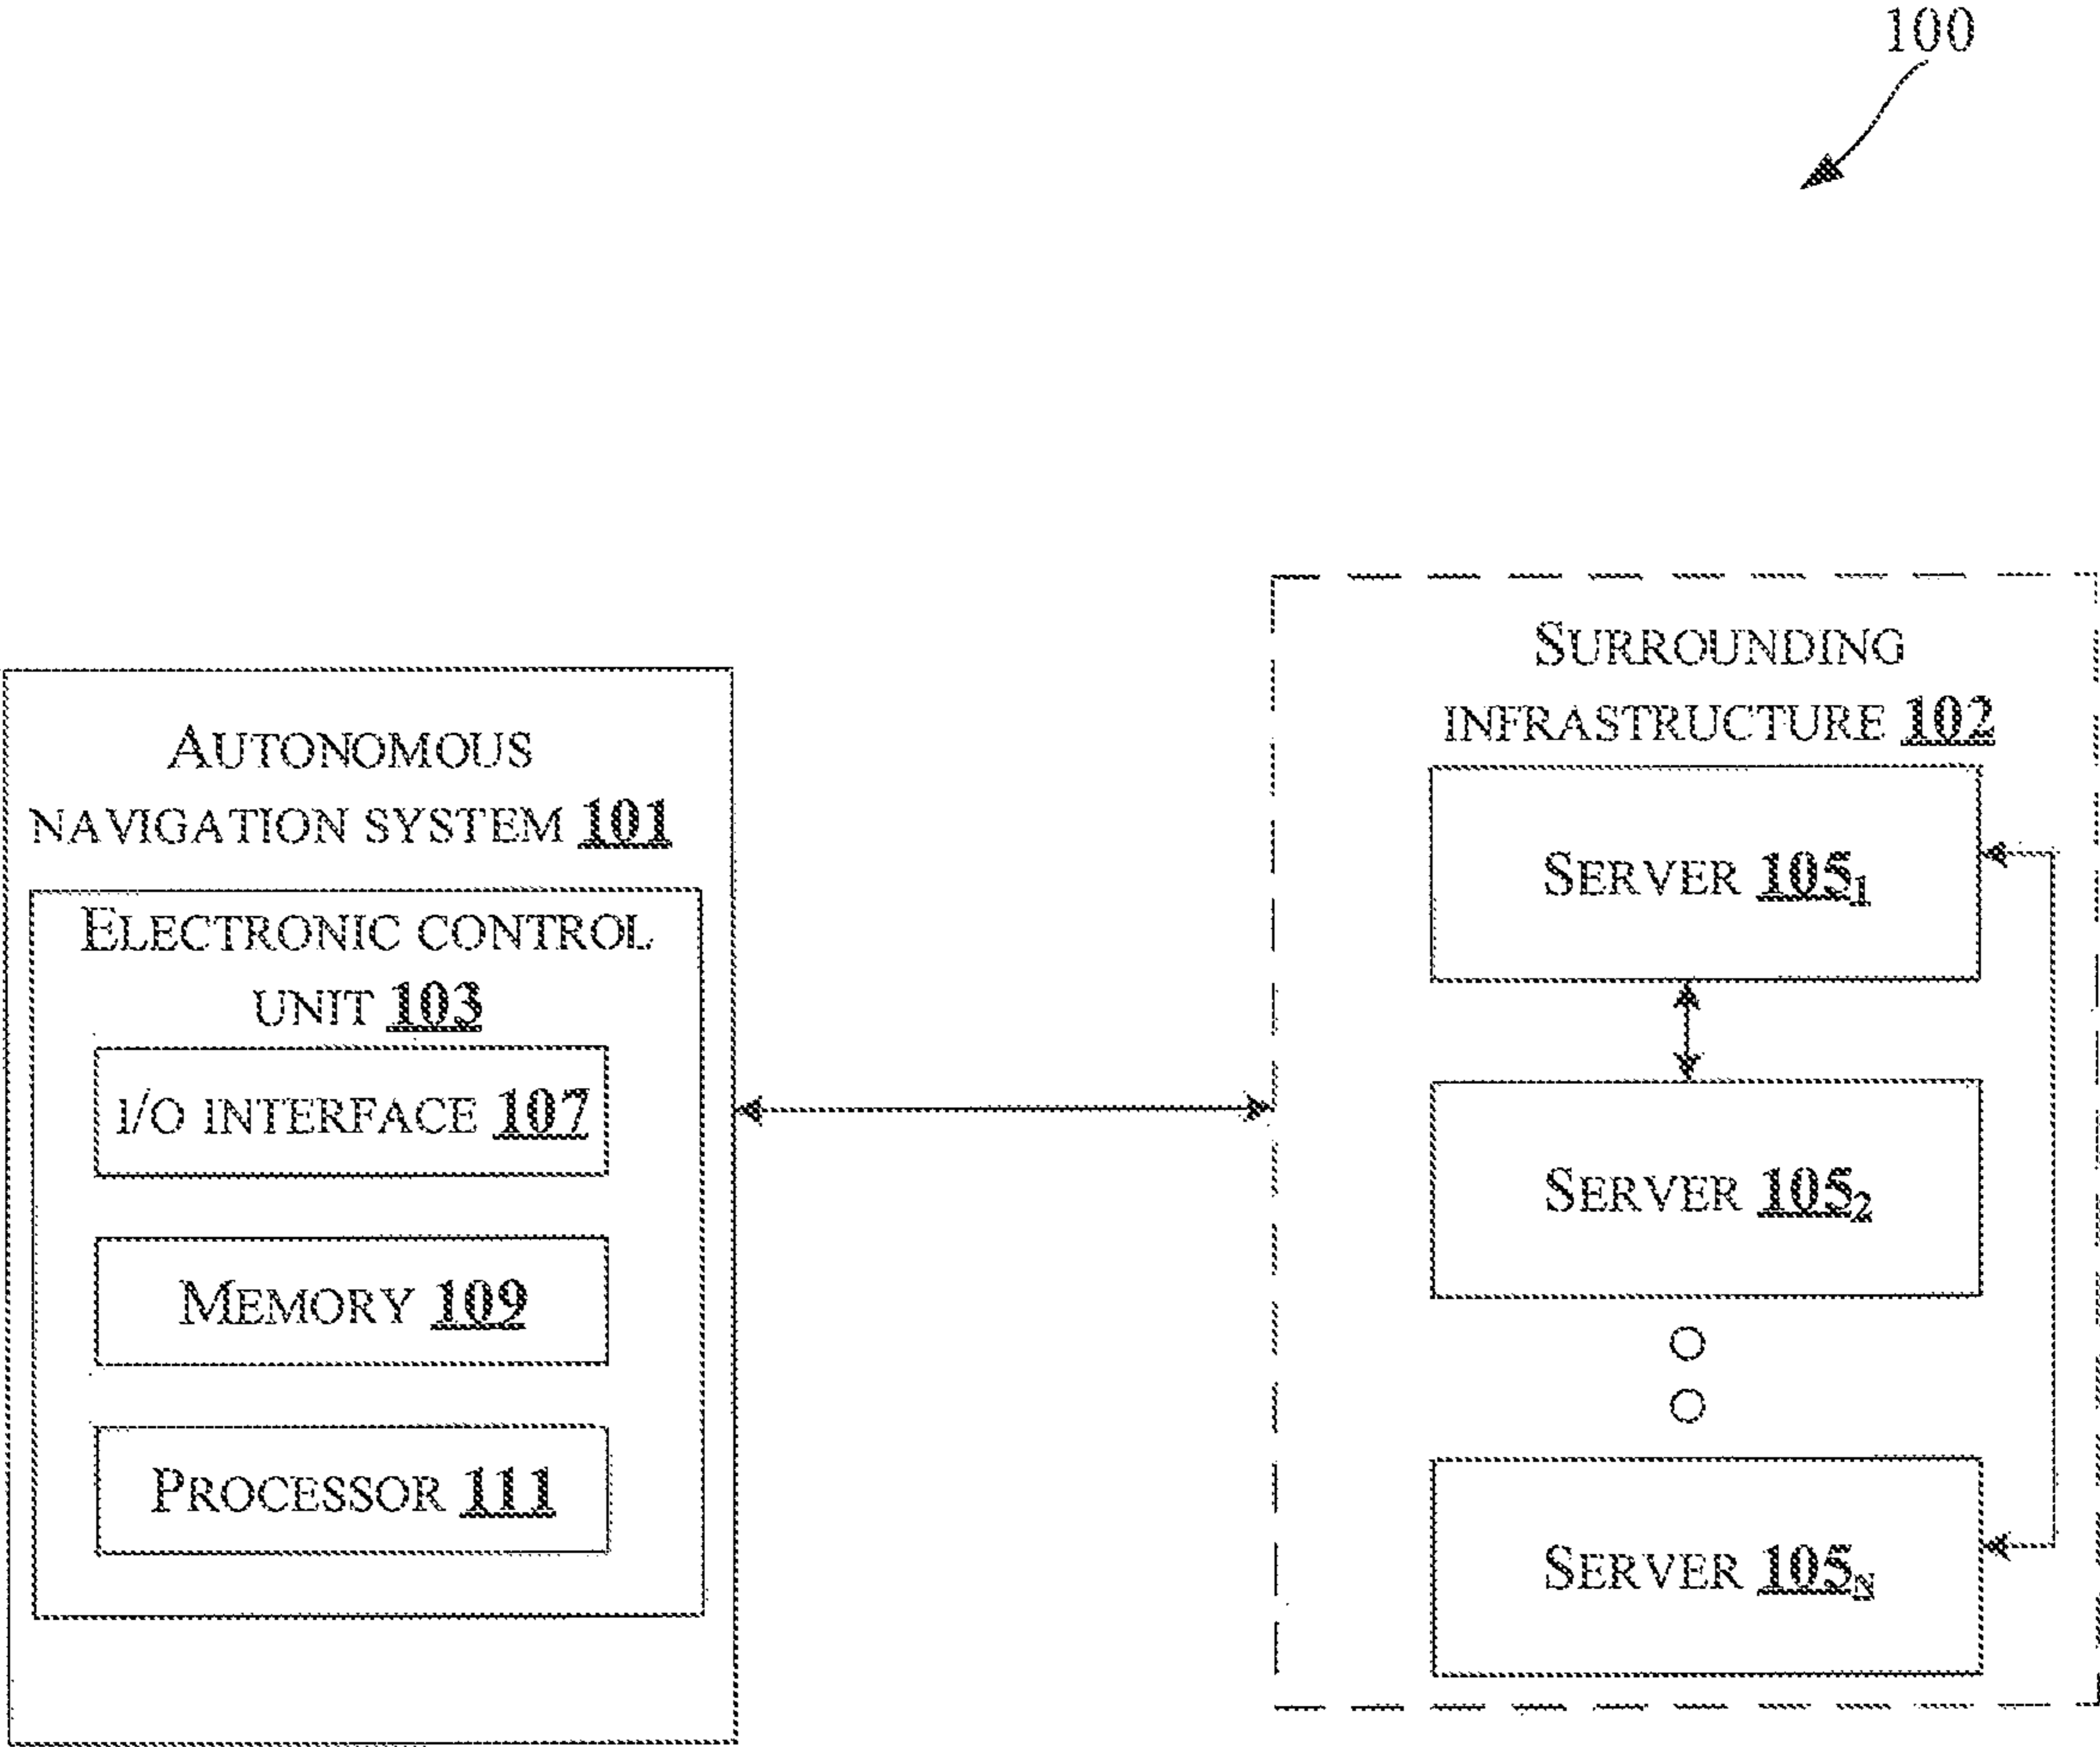 100
AUTONOMOUS
NAVIGATION SYSTEM 101
ELECTRONIC CONTROL
UNIT 103
I/O INTERFACE 107
MEMORY 109
PROCESSOR 111
SURROUNDING
INFRASTRUCTURE 102
SERVER 105₁
SERVER 105₂
SERVER 105_N